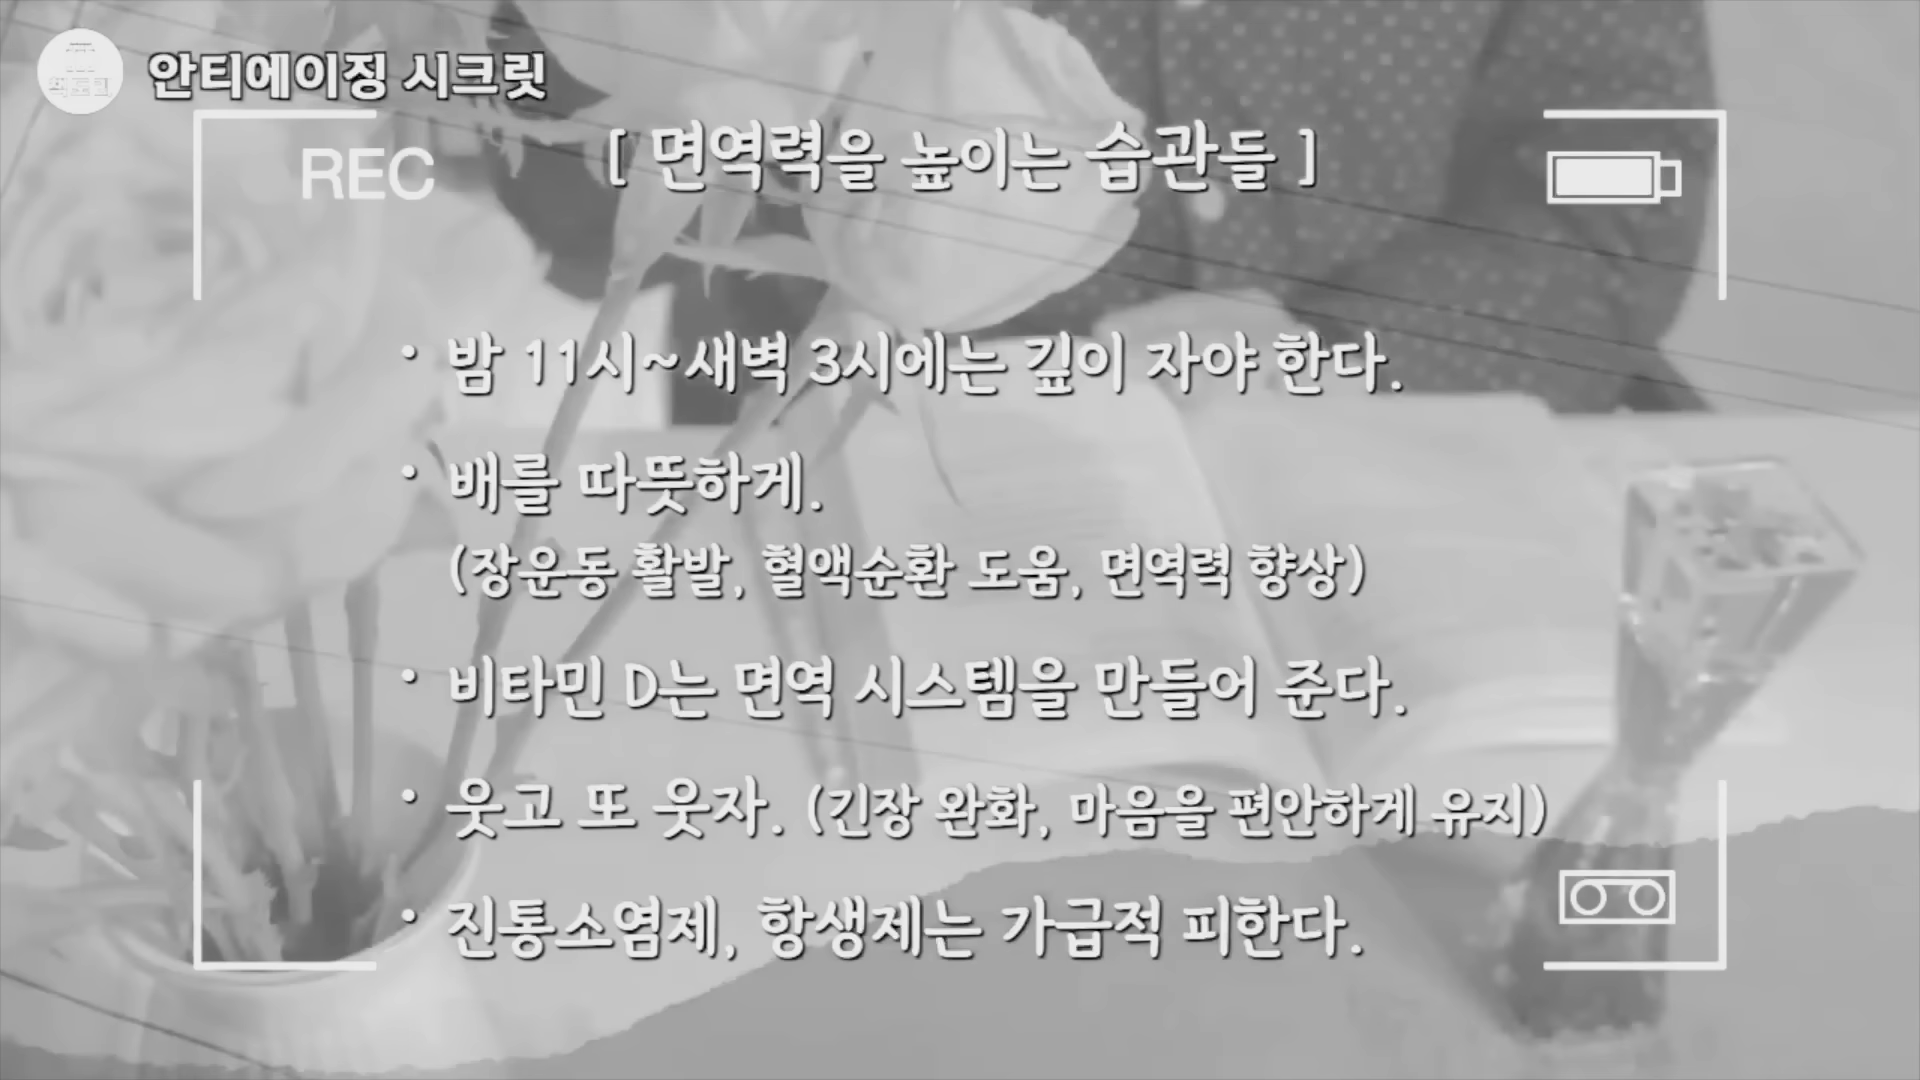 안티에이징 시크릿
REC
[ 면역력을 높이는 습관들 ]
· 밤 11시~새벽 3시에는 깊이 자야 한다.
· 배를 따뜻하게.
(장운동 활발, 혈액순환 도움, 면역력 향상)
· 비타민 D는 면역 시스템을 만들어 준다.
· 웃고 또 웃자. (긴장 완화, 마음을 편안하게 유지)
· 진통소염제, 항생제는 가급적 피한다.